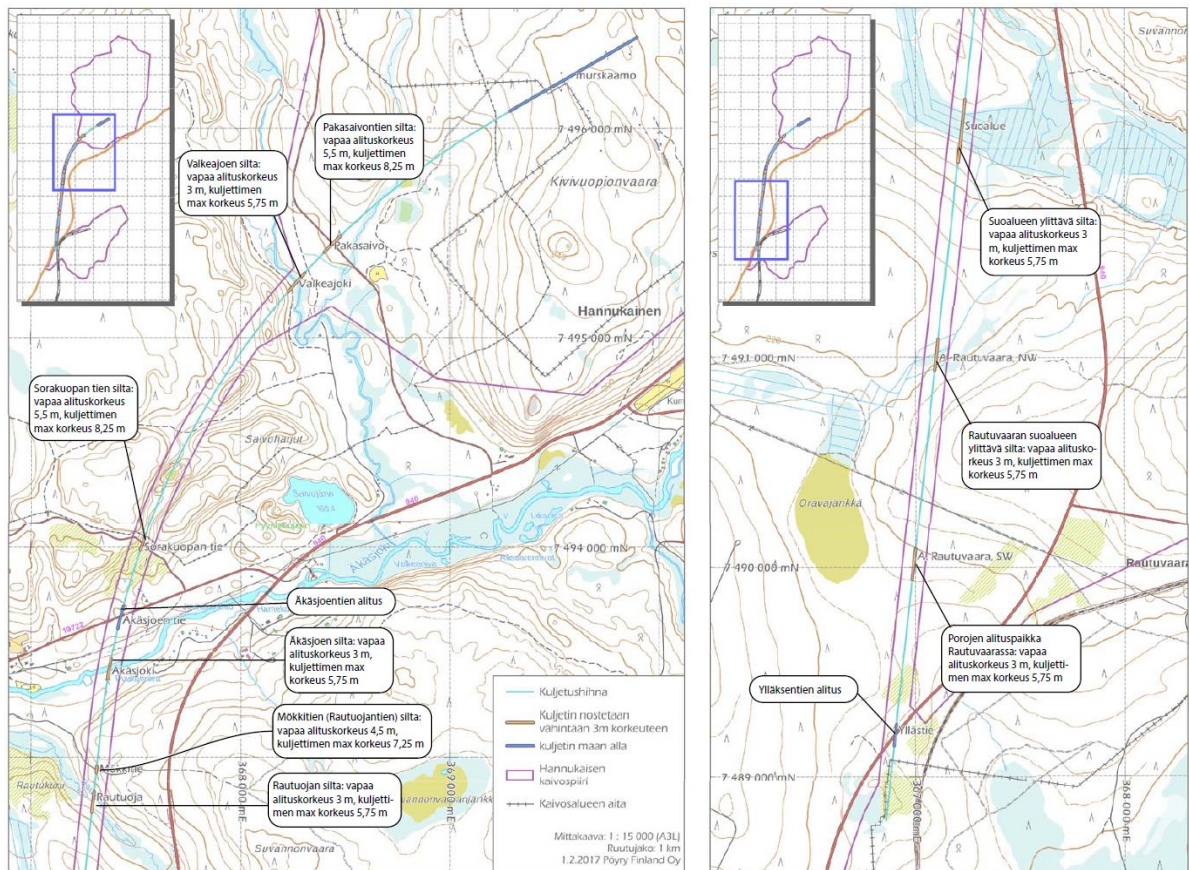 murskaamo
Pakasaivontien silta:
vapaa alituskorkeus
5,5 m, kuljettimen
max korkeus 8,25 m
7 496 000 mN
Valkeajoen silta:
vapaa alituskorkeus
3 m, kuljettimen
max korkeus 5,75 m
Kivivuopionvaara
Pakasaivo
Valkeajoki
Hannukainen
7 495 000 mN
Sorakuopan tien silta:
vapaa alituskorkeus
5,5 m, kuljettimen
max korkeus 8,25 m
Saivoharjut
Saivojärvi
940
Sorakuopan tie
7 494 000 mN
Äkäsjoki
Äkäsjoentien alitus
Äkäsjoen tie
Äkäsjoen silta: vapaa
alituskorkeus 3 m,
kuljettimen max
korkeus 5,75 m
Äkäsjoki
Mökkitien (Rautuojantien) silta:
vapaa alituskorkeus 4,5 m,
kuljettimen max korkeus 7,25 m
Mökkitie
Rautuoja
Rautuojan silta: vapaa
alituskorkeus 3 m, kuljetti-
men max korkeus 5,75 m
368 000 mE
369 000 mE
Suvannonvaara
Kuljetushihna
Kuljetin nostetaan
vähintään 3m korkeuteen
kuljetin maan alla
Hannukaisen
kaivospiiri
Kaivosalueen aita
Mittakaava: 1 : 15 000 (A3L)
Ruutujako: 1 km
1.2.2017 Pöyry Finland Oy
Suoalue
Suoalueen ylittävä silta:
vapaa alituskorkeus 3
m, kuljettimen max
korkeus 5,75 m
940
220
7 491 000 mN
A: Rautuvaara, NW
Rautuvaaran suoalueen
ylittävä silta: vapaa alitusko-
rkeus 3 m, kuljettimen max
korkeus 5,75 m
Oravajänkkä
A: Rautuvaara, SW
7 490 000 mN
Rautuvaara
Porojen alituspaikka
Rautuvaarassa: vapaa
alituskorkeus 3 m, kuljetti-
men max korkeus 5,75 m
Ylläksentien alitus
Ylläстie
7 489 000 mN
367 000 mE
368 000 mE